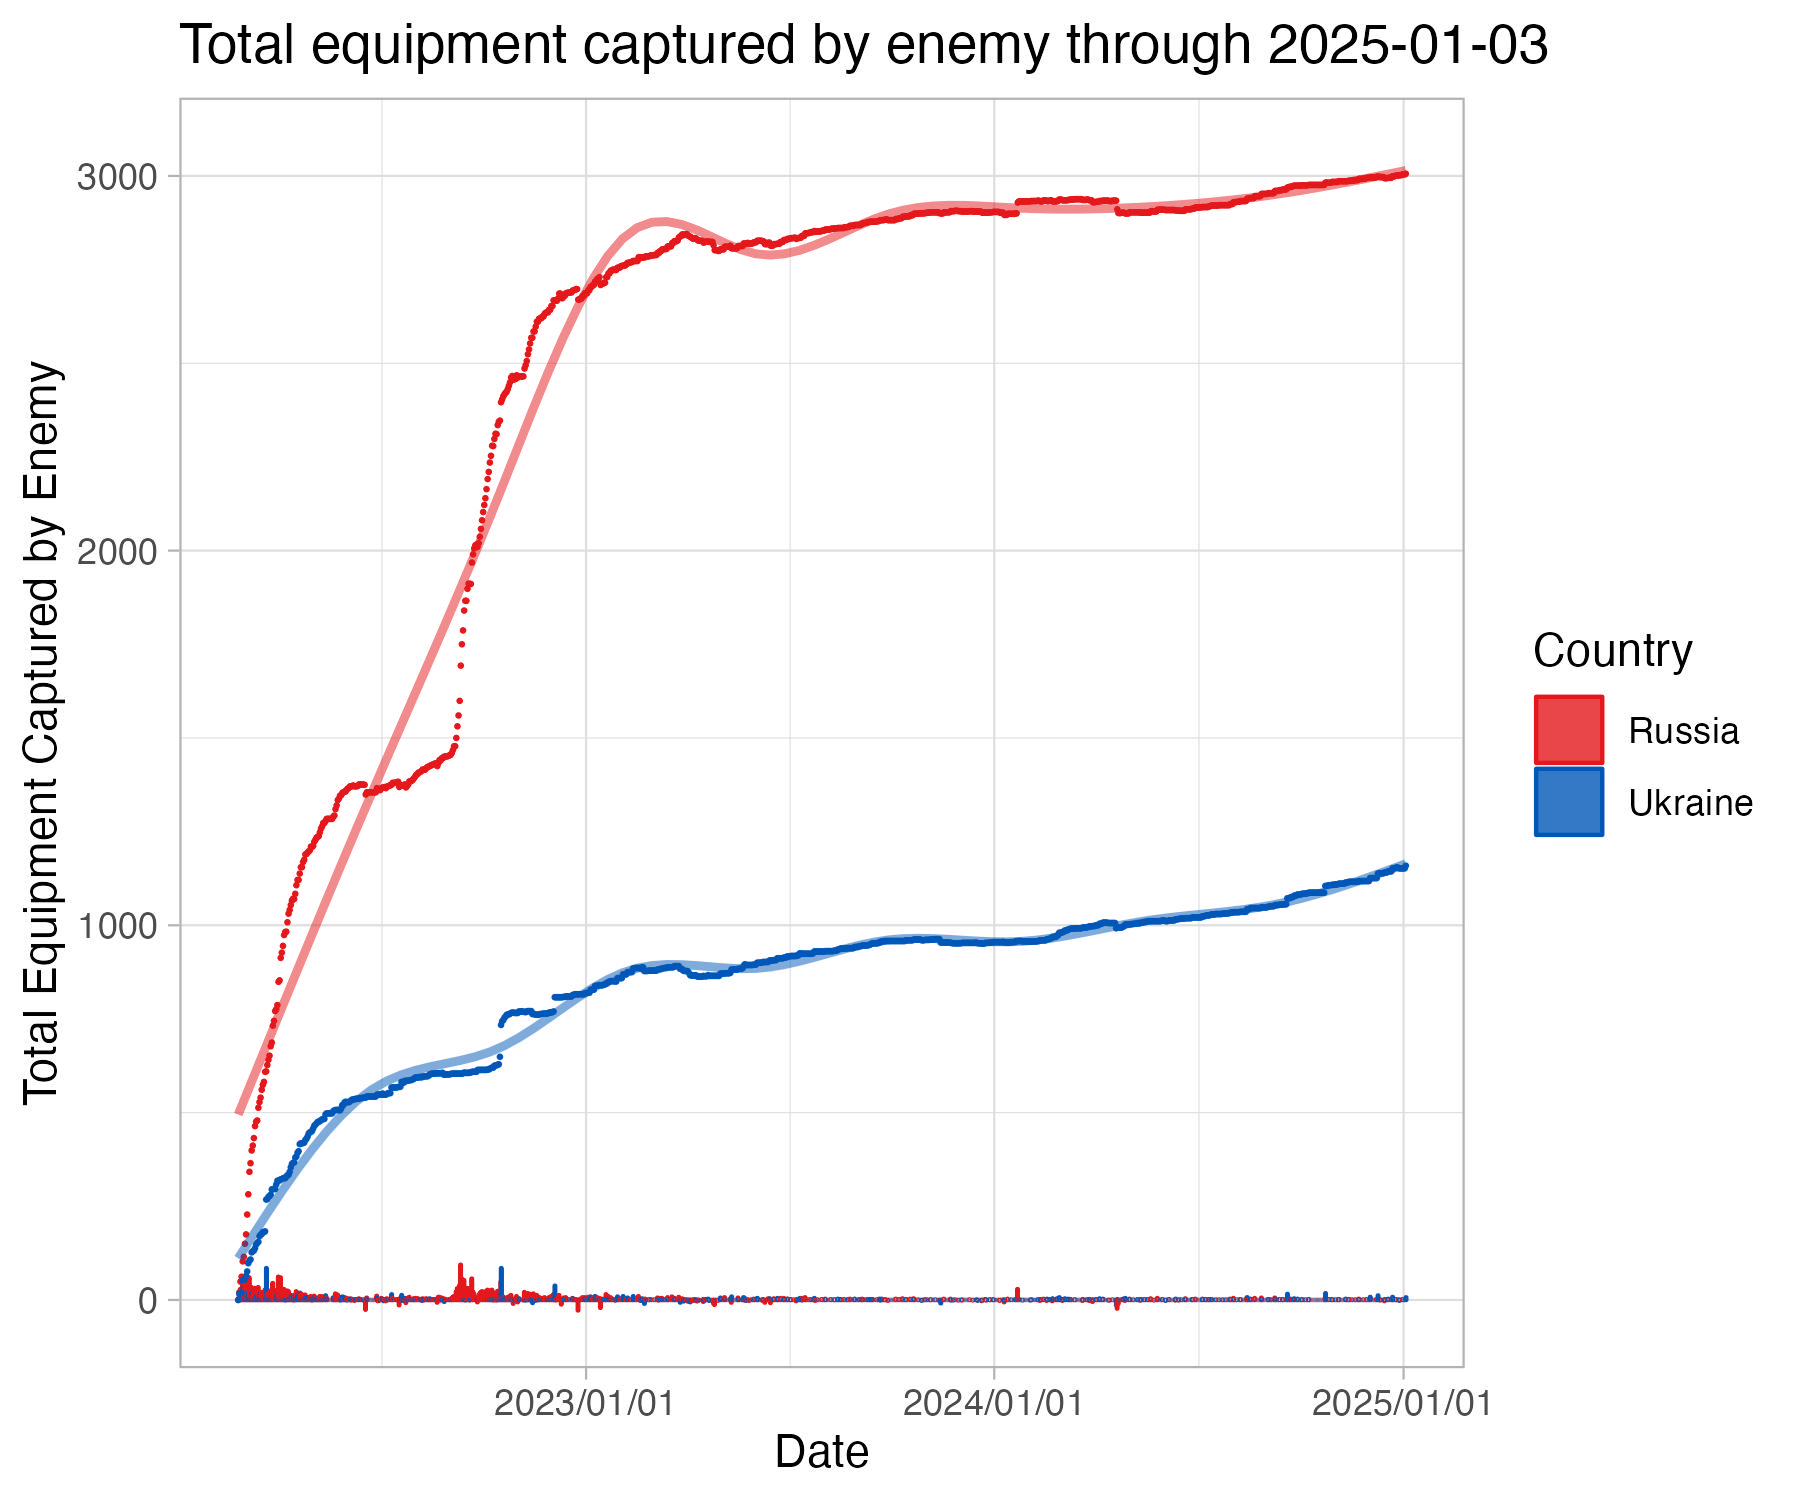 Total equipment captured by enemy through 2025-01-03
Total Equipment Captured by Enemy
3000
2000
1000
0
2023/01/01
2024/01/01
2025/01/01
Date
Country
Russia
Ukraine